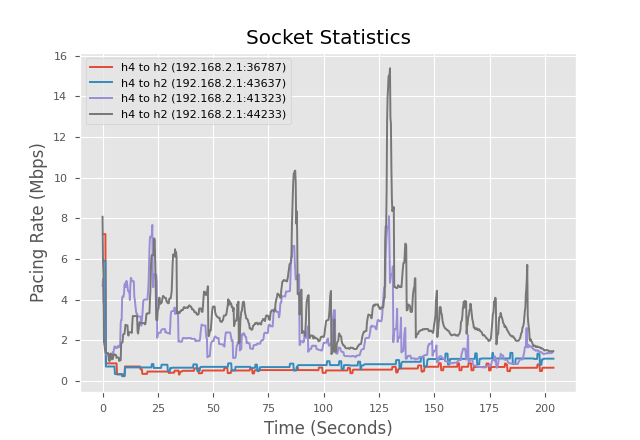 Socket Statistics
h4 to h2 (192.168.2.1:36787)
h4 to h2 (192.168.2.1:43637)
h4 to h2 (192.168.2.1:41323)
h4 to h2 (192.168.2.1:44233)
Pacing Rate (Mbps)
16
14
12
10
8
6
4
2
0
0 25 50 75 100 125 150 175 200
Time (Seconds)